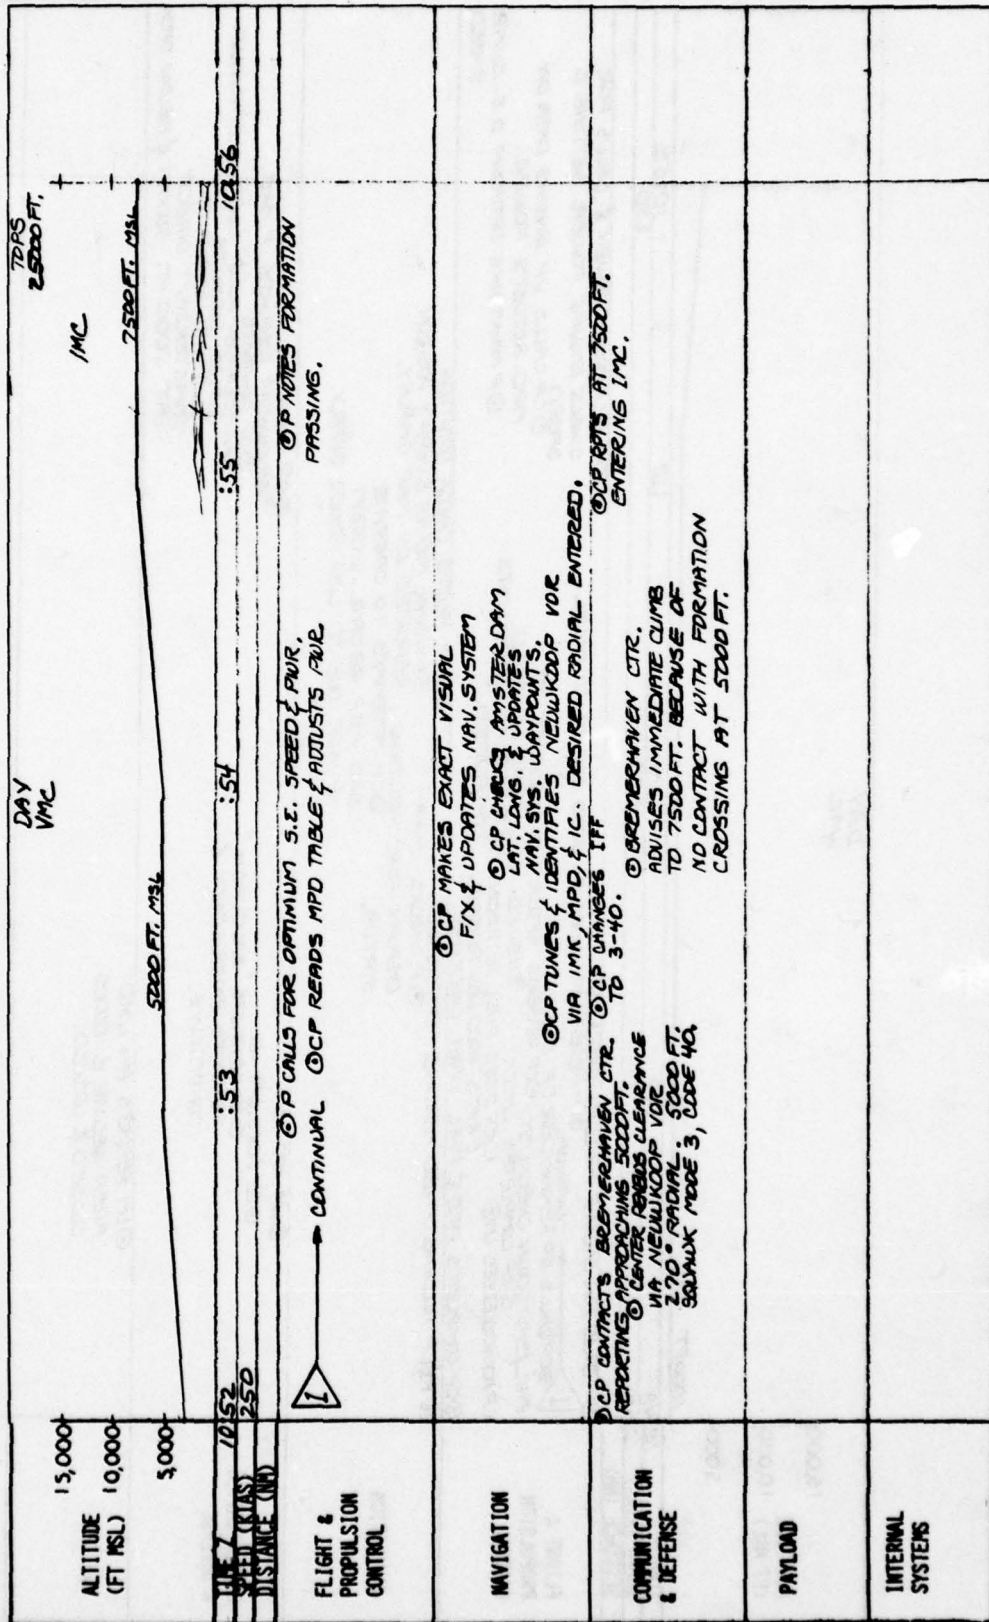 DAY
VMC
IMC
TOPS
25000 FT.
ALTITUDE
(FT MSL)
15,000
10,000
5,000
5000 FT. MSL
7500 FT. MSL
TIME Z
1052
:53
:54
:55
1056
SPEED (KIAS)
250
DISTANCE (NM)
FLIGHT &
PROPULSION
CONTROL
1
CONTINUAL
P CALLS FOR OPTIMUM S.E. SPEED & PWR.
CP READS MPD TABLE & ADJUSTS PWR.
P NOTES FORMATION
PASSING.
NAVIGATION
CP MAKES EXACT VISUAL
FIX & UPDATES NAV. SYSTEM
CP CHECKS AMSTERDAM
LAT. LONG. & UPDATES
NAV. SYS. WAYPOINTS.
CP TUNES & IDENTIFIES NEUWKOOP VOR
VIA IMK, MPD, & IC. DESIRED RADIAL ENTERED.
COMMUNICATION
& DEFENSE
CP CONTACTS BREMERHAVEN CTR.
REPORTING APPROACHING 5000FT.
CENTER READS CLEARANCE
VIA NEUWKOOP VOR
270° RADIAL. 5000 FT.
SQUAWK MODE 3, CODE 40.
CP CHANGES IFF
TO 3-40.
BREMERHAVEN CTR.
ADVISES IMMEDIATE CLIMB
TO 7500 FT. BECAUSE OF
NO CONTACT WITH FORMATION
CROSSING AT 5000 FT.
CP RPTS AT 7500 FT.
ENTERING IMC.
PAYLOAD
INTERNAL
SYSTEMS